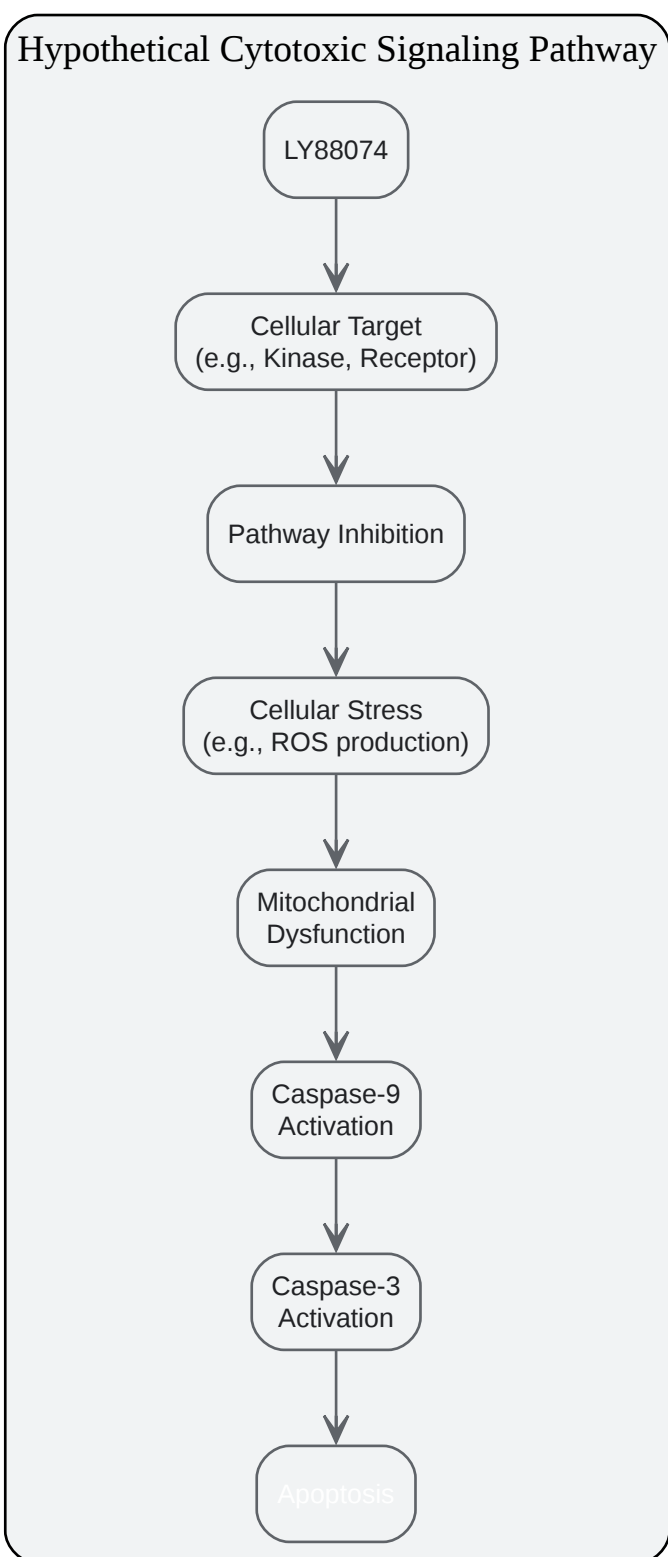 Hypothetical Cytotoxic Signaling Pathway
LY88074
Cellular Target
(e.g., Kinase, Receptor)
Pathway Inhibition
Cellular Stress
(e.g., ROS production)
Mitochondrial
Dysfunction
Caspase-9
Activation
Caspase-3
Activation
Apoptosis